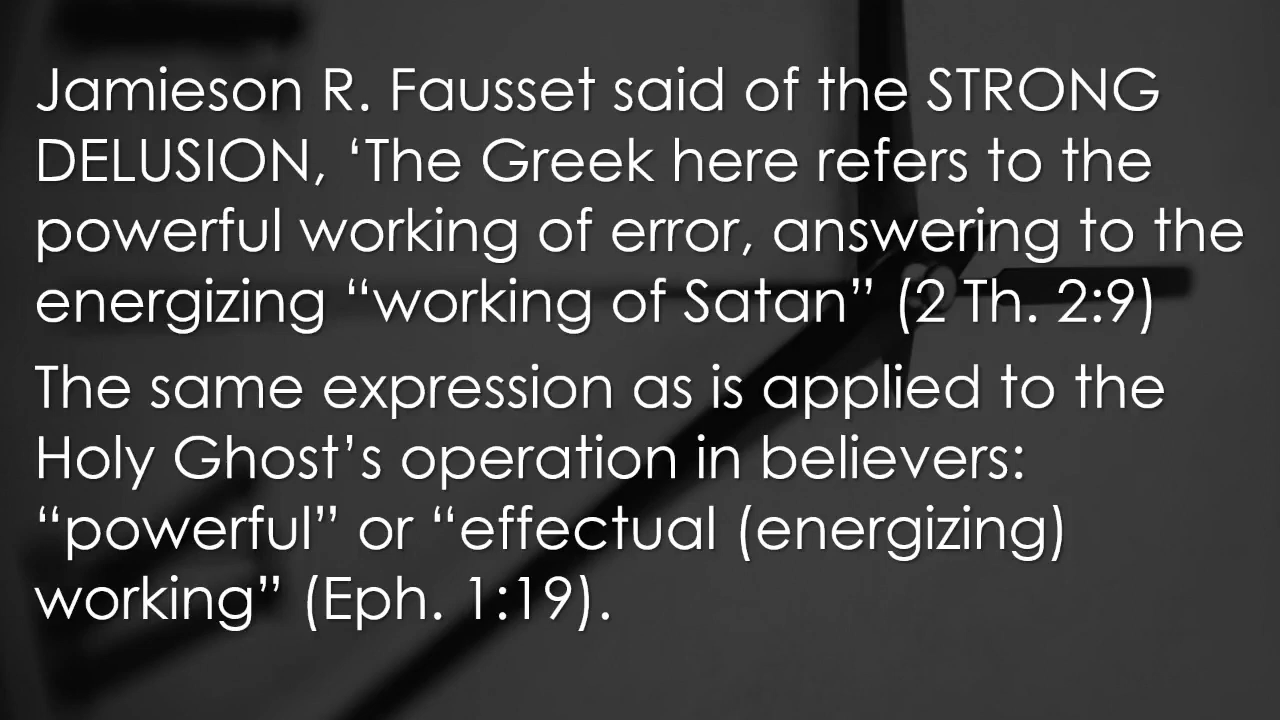 Jamieson R. Fausset said of the STRONG
DELUSION, ‘The Greek here refers to the
powerful working of error, answering to the
energizing “working of Satan” (2 Th. 2:9)
The same expression as is applied to the
Holy Ghost’s operation in believers:
“powerful” or “effectual (energizing)
working” (Eph. 1:19).